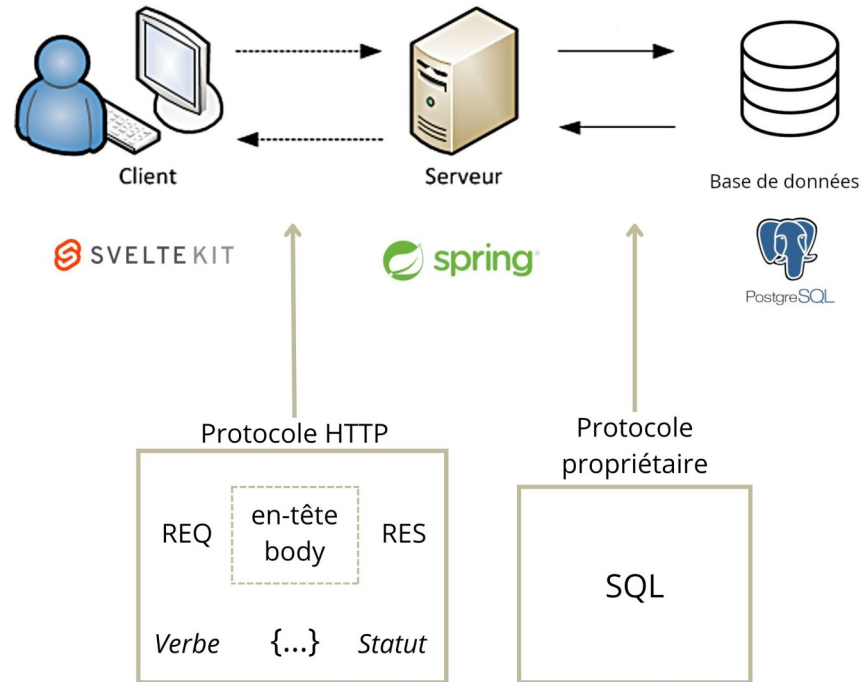 Client
Serveur
Base de données
SVELTEKIT
spring
PostgreSQL
Protocole HTTP
Protocole
propriétaire
REQ
en-tête
body
RES
SQL
Verbe
{...}
Statut